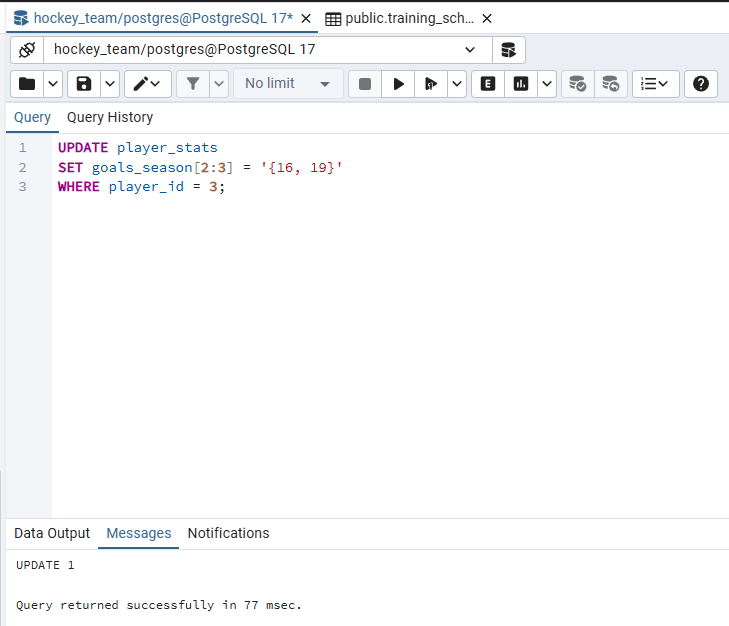 hockey_team/postgres@PostgreSQL 17*
public.training_sch...
hockey_team/postgres@PostgreSQL 17
No limit
E
Query
Query History
1 UPDATE player_stats
2 SET goals_season[2:3] = '{16, 19}'
3 WHERE player_id = 3;
Data Output
Messages
Notifications
UPDATE 1
Query returned successfully in 77 msec.